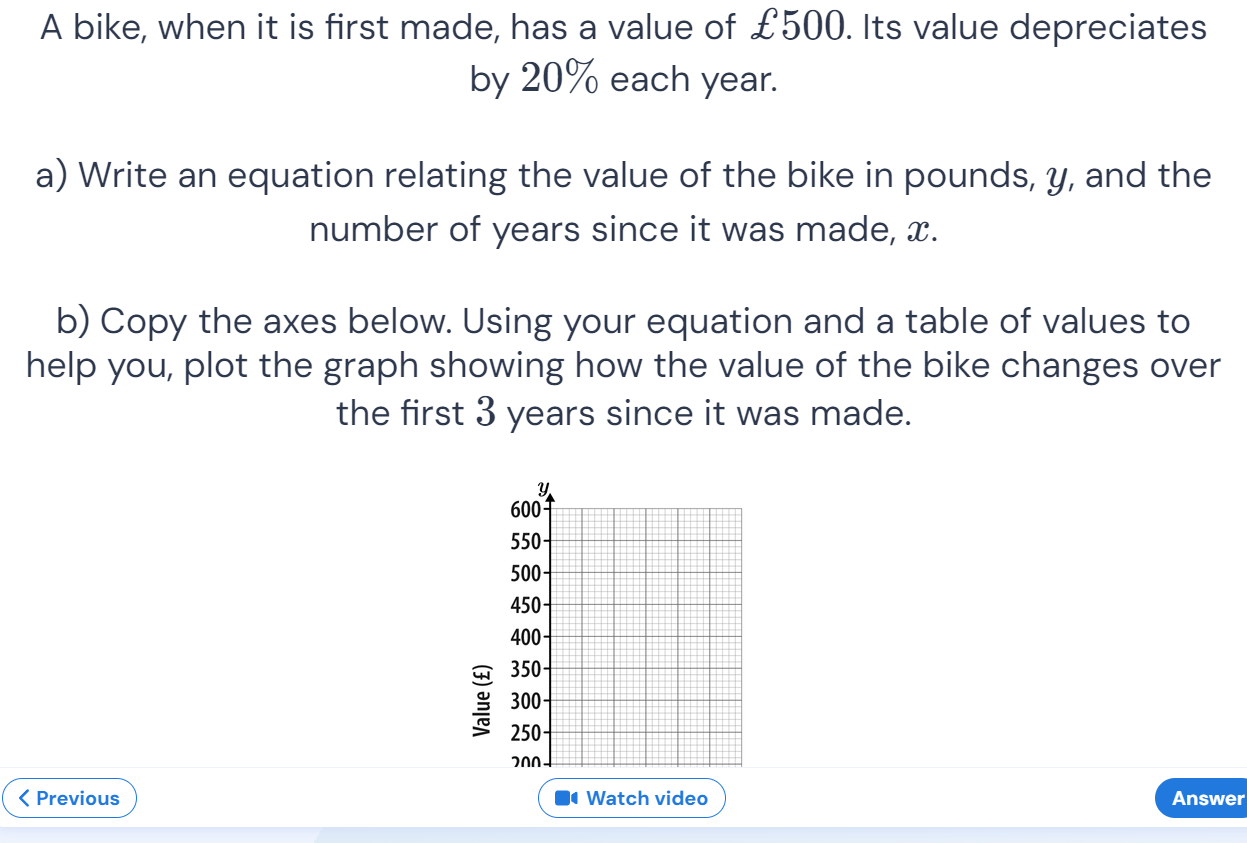 A bike, when it is first made, has a value of £500. Its value depreciates
by 20% each year.
a) Write an equation relating the value of the bike in pounds, y, and the
number of years since it was made, x.
b) Copy the axes below. Using your equation and a table of values to
help you, plot the graph showing how the value of the bike changes over
the first 3 years since it was made.
y
600
550
500
450
400
350
300
250
200
Value (£)
Previous
Watch video
Answer